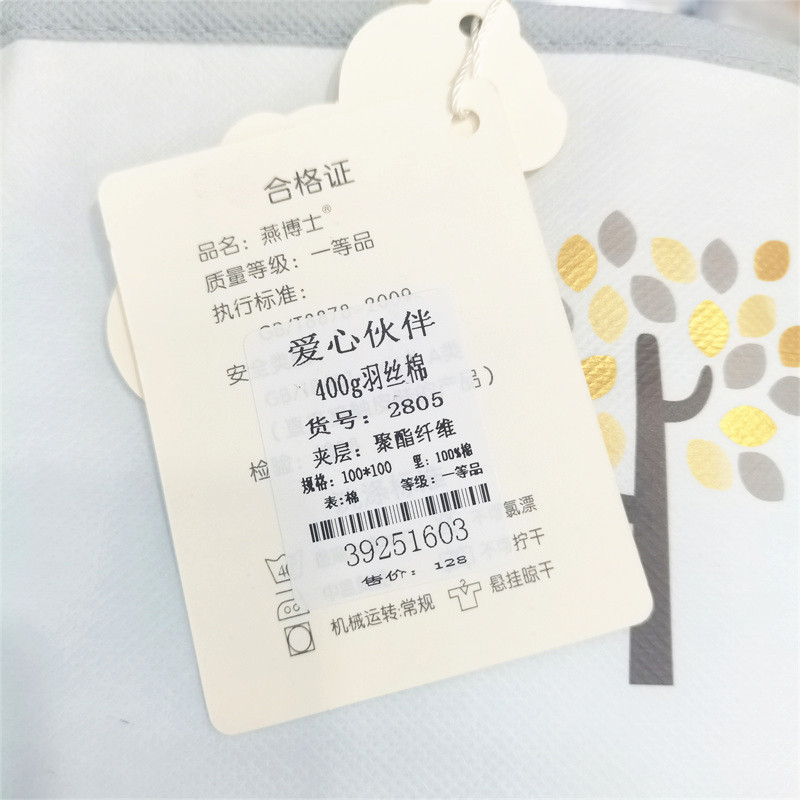 合格证
品名：燕博士®
质量等级：一等品
执行标准：
爱心伙伴
400g羽丝棉
货号：2805
夹层：聚酯纤维
规格：100*100 里：100%棉
表:棉 等级:一等品
39251603
售价：128
安
检
氯漂
拧干
40
机械运转:常规
悬挂晾干